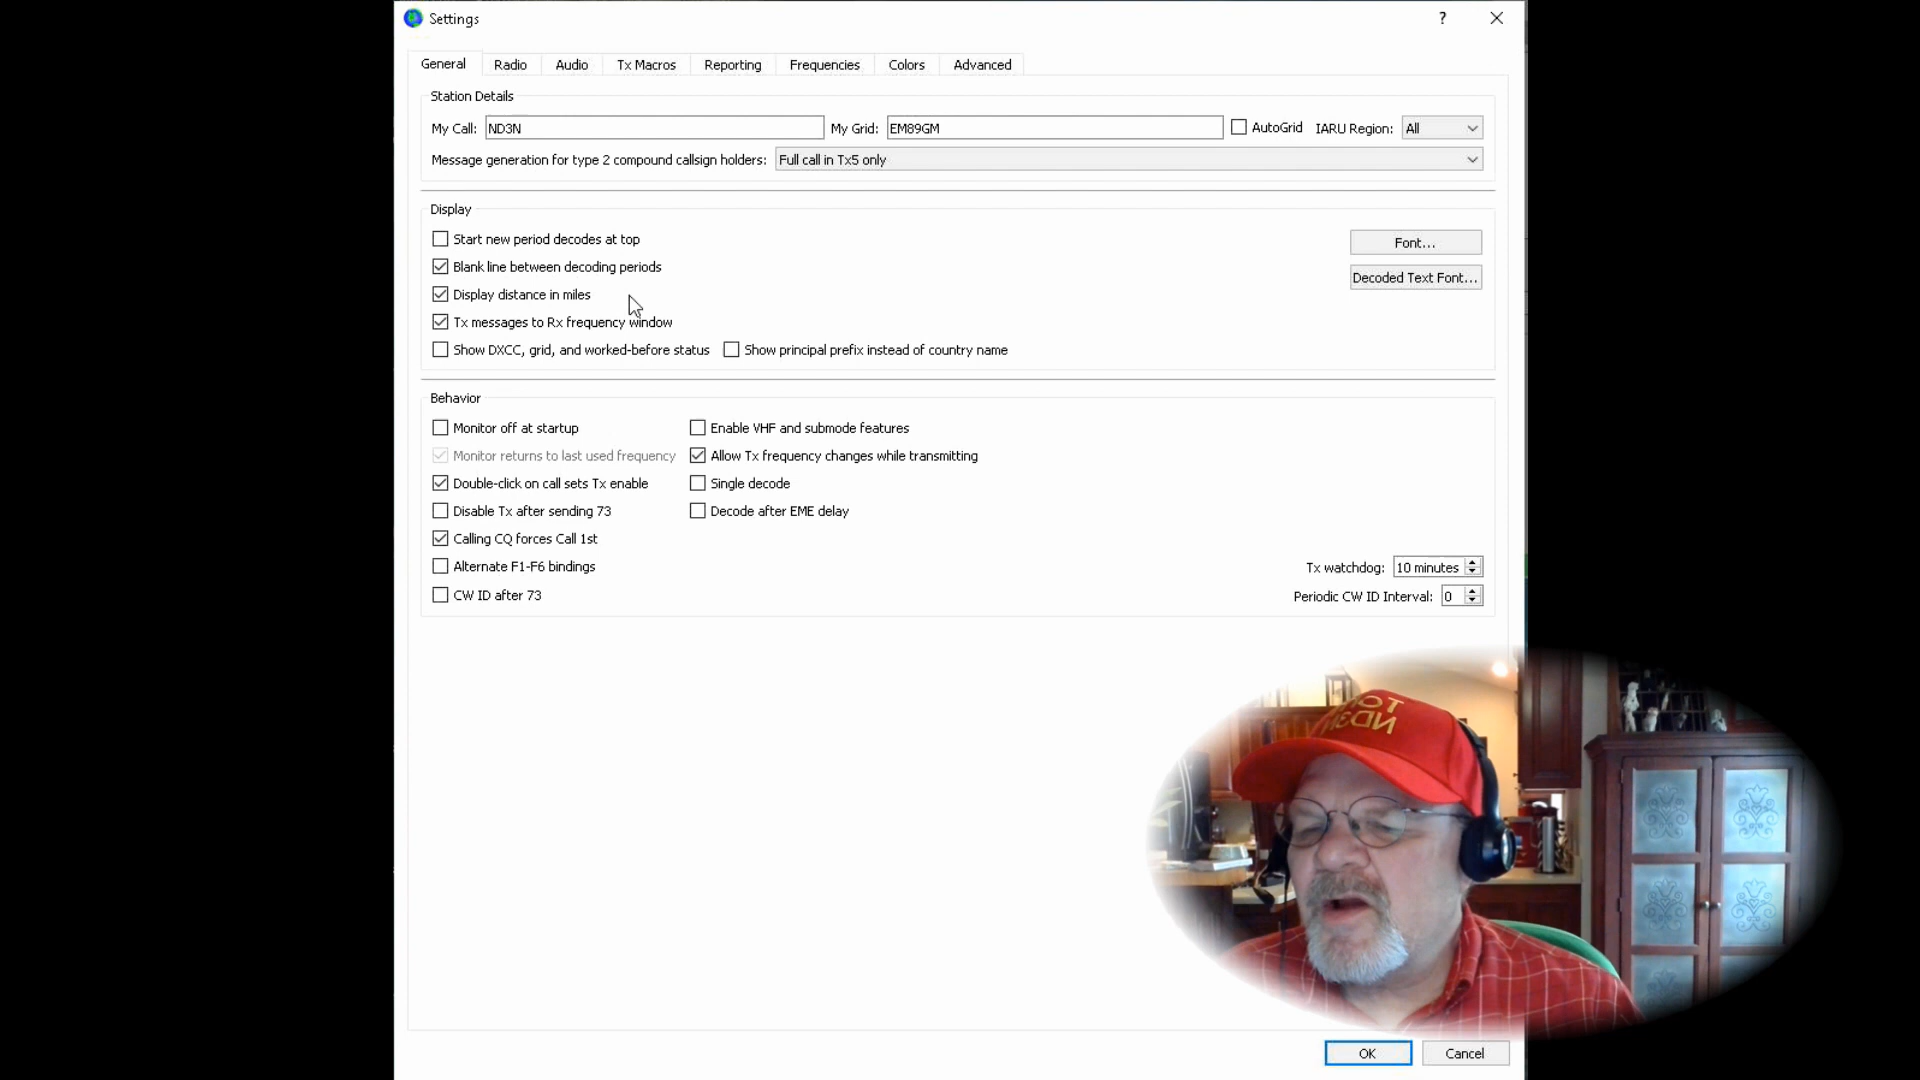 Settings
?
General Radio Audio Tx Macros Reporting Frequencies Colors Advanced
Station Details
My Call: ND3N My Grid: EM89GM AutoGrid IARU Region: All
Message generation for type 2 compound callsign holders: Full call in Tx5 only
Display
Start new period decodes at top
Font...
Blank line between decoding periods
Decoded Text Font...
Display distance in miles
Tx messages to Rx frequency window
Show DXCC, grid, and worked-before status Show principal prefix instead of country name
Behavior
Monitor off at startup Enable VHF and submode features
Monitor returns to last used frequency Allow Tx frequency changes while transmitting
Double-click on call sets Tx enable Single decode
Disable Tx after sending 73 Decode after EME delay
Calling CQ forces Call 1st
Alternate F1-F6 bindings Tx watchdog: 10 minutes
CW ID after 73 Periodic CW ID Interval: 0
TOM
ND3N
OK Cancel